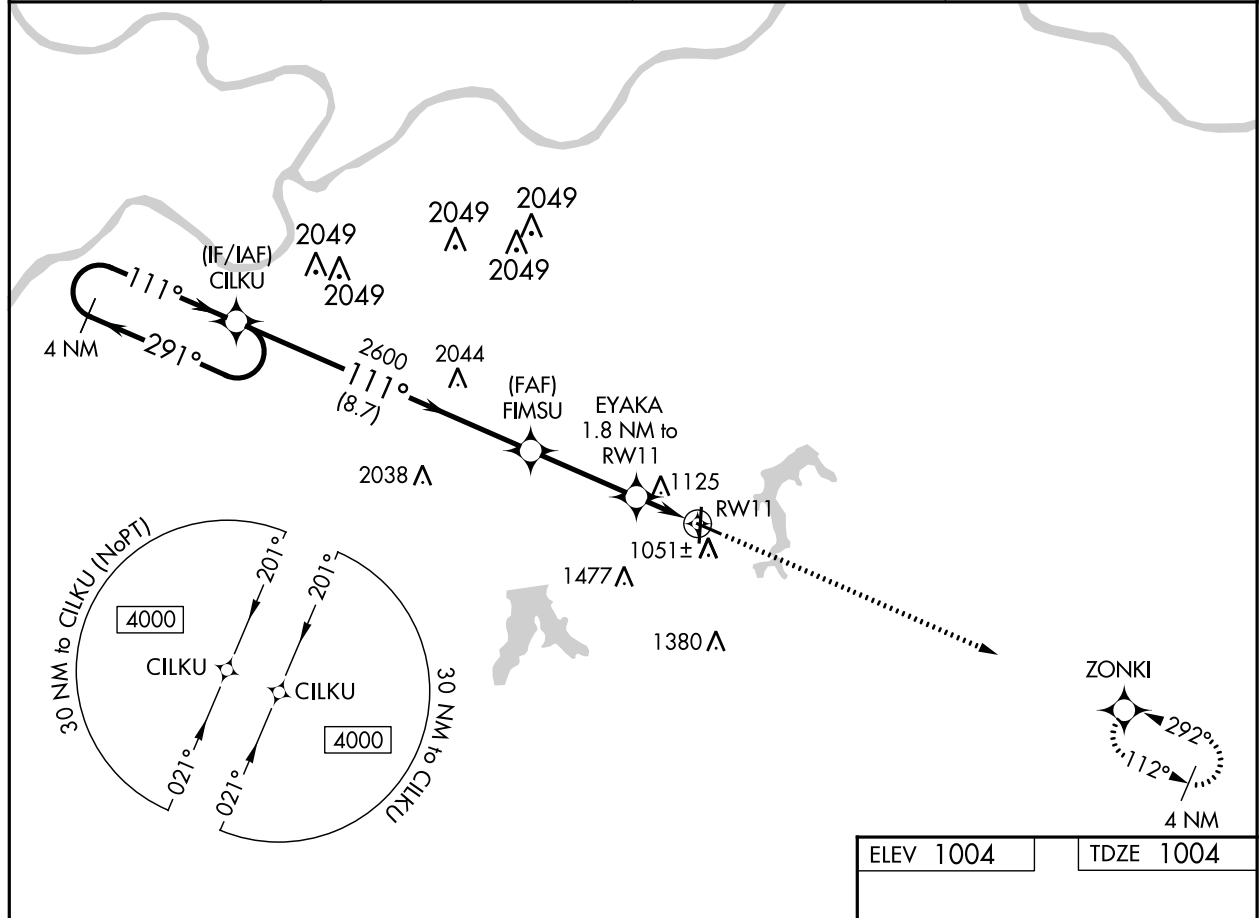 2049
2049
2049
2049
2049
(IF/IAF)
CILKU
111°
291°
4 NM
2600
111°
(8.7)
2044
(FAF)
FIMSU
EYAKA
1.8 NM to
RW11
1125
2038
RW11
1051±
1477
1380
30 NM to CILKU (NoPT)
201°
4000
CILKU
021°
201°
CILKU
4000
021°
30 NM to CILKU
ZONKI
292°
112°
4 NM
ELEV 1004
TDZE 1004